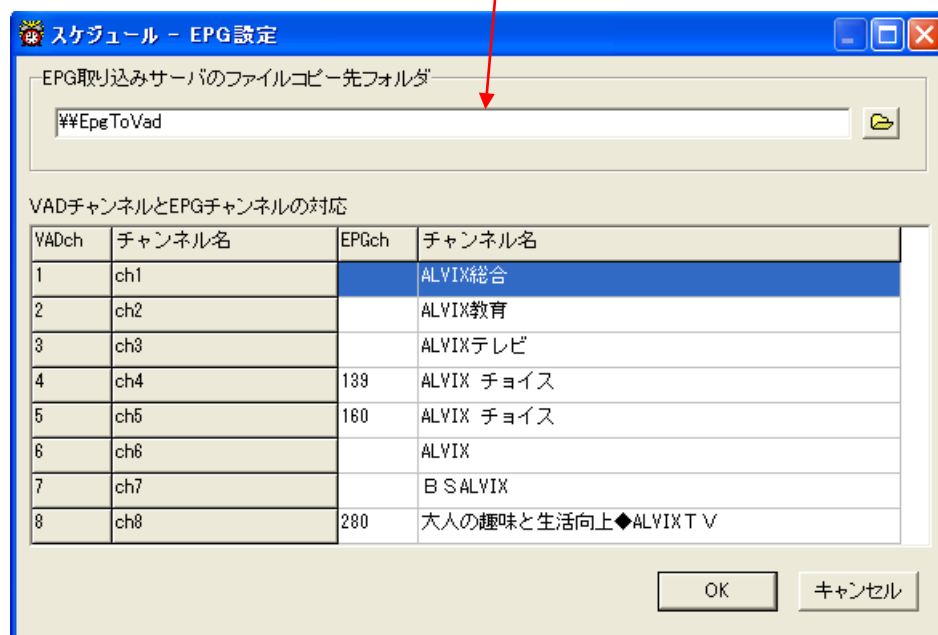 スケジュール - EPG設定
EPG取り込みサーバのファイルコピー先フォルダ
¥¥EpgToVad
VADチャンネルとEPGチャンネルの対応
VADch チャンネル名 EPGch チャンネル名
1 ch1 ALVIX総合
2 ch2 ALVIX教育
3 ch3 ALVIXテレビ
4 ch4 139 ALVIX チョイス
5 ch5 160 ALVIX チョイス
6 ch6 ALVIX
7 ch7 ＢＳALVIX
8 ch8 280 大人の趣味と生活向上◆ALVIXＴＶ
OK キャンセル